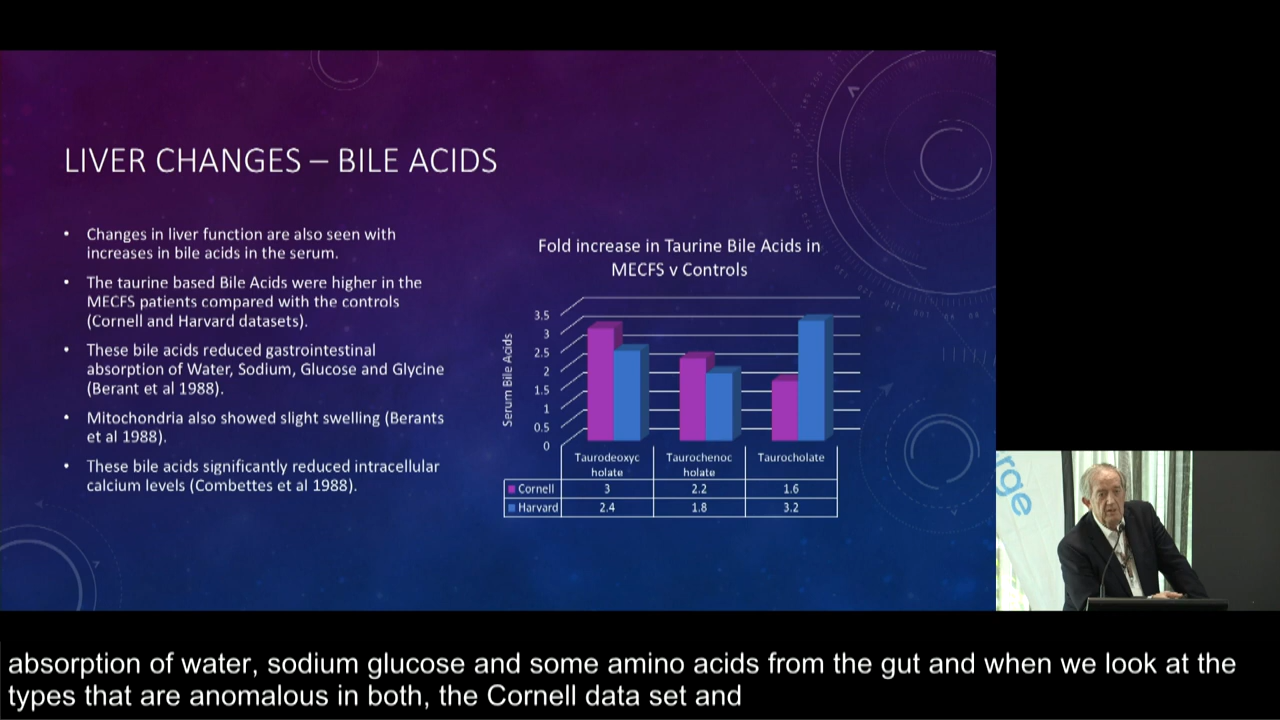 LIVER CHANGES – BILE ACIDS
• Changes in liver function are also seen with
increases in bile acids in the serum.
• The taurine based Bile Acids were higher in the
MECFS patients compared with the controls
(Cornell and Harvard datasets).
• These bile acids reduced gastrointestinal
absorption of Water, Sodium, Glucose and Glycine
(Berant et al 1988).
• Mitochondria also showed slight swelling (Berants
et al 1988).
• These bile acids significantly reduced intracellular
calcium levels (Combettes et al 1988).
Fold increase in Taurine Bile Acids in
MECFS v Controls
Serum Bile Acids
3.5
3
2.5
2
1.5
1
0.5
0
Taurodeoxyc
holate
Taurochenoc
holate
Taurocholate
Cornell 3 2.2 1.6
Harvard 2.4 1.8 3.2
rge
absorption of water, sodium glucose and some amino acids from the gut and when we look at the
types that are anomalous in both, the Cornell data set and